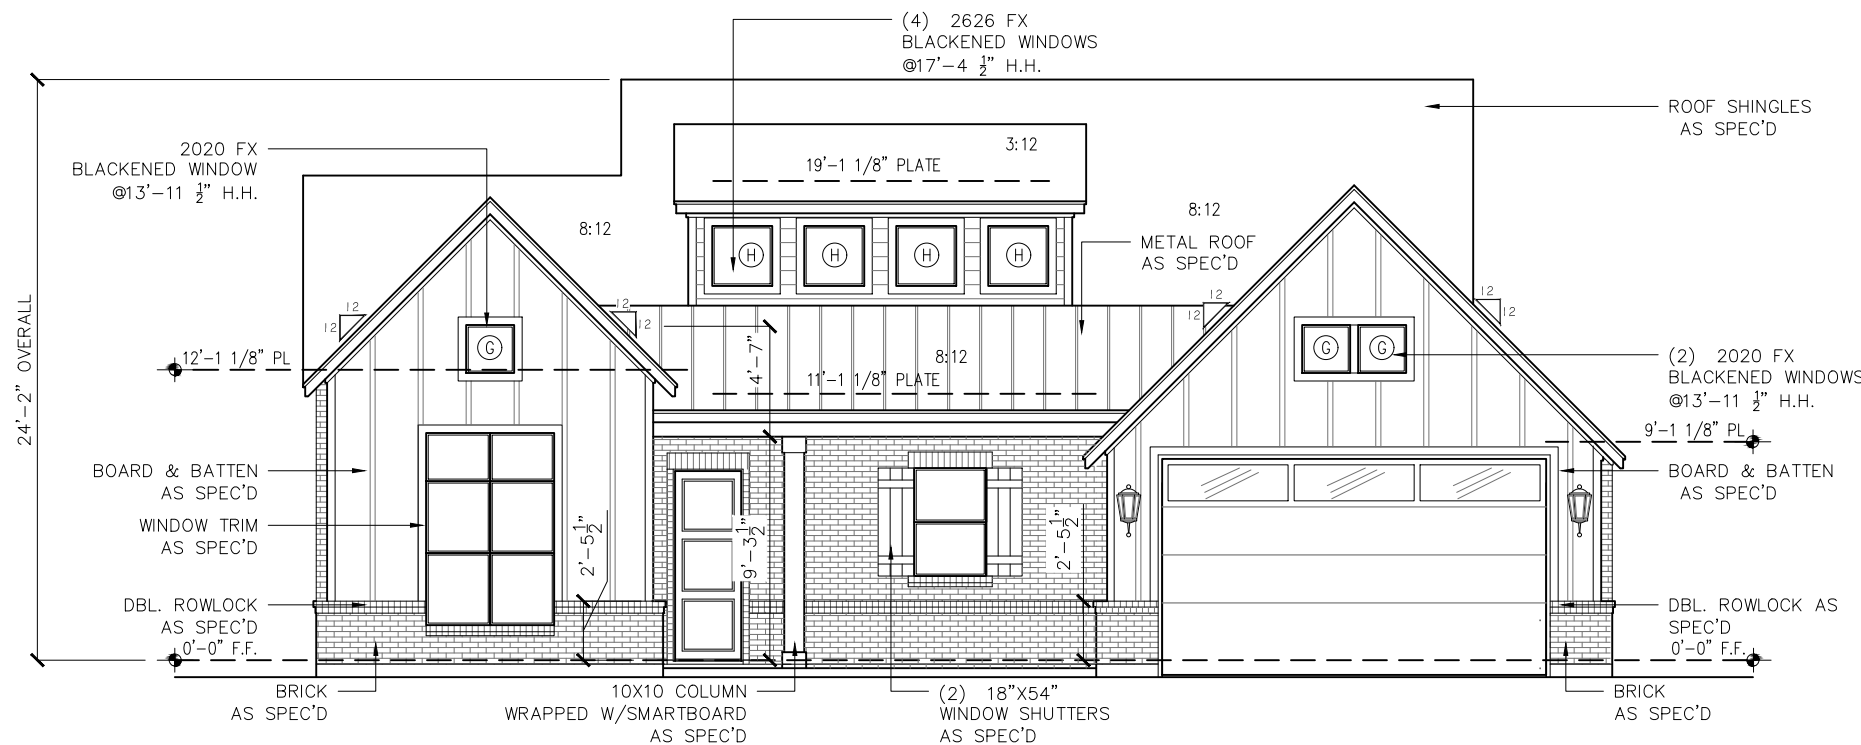 (4) 2626 FX
BLACKENED WINDOWS
@17'-4 1/2" H.H.
ROOF SHINGLES
AS SPEC'D
2020 FX
BLACKENED WINDOW
@13'-11 1/2" H.H.
3:12
19'-1 1/8" PLATE
8:12
8:12
H
H
H
H
METAL ROOF
AS SPEC'D
12
12
12
12
12
12
12
12
G
G
G
24'-2" OVERALL
12'-1 1/8" PL
4'-7"
8:12
11'-1 1/8" PLATE
(2) 2020 FX
BLACKENED WINDOWS
@13'-11 1/2" H.H.
9'-1 1/8" PL
BOARD & BATTEN
AS SPEC'D
BOARD & BATTEN
AS SPEC'D
WINDOW TRIM
AS SPEC'D
2'-5 1/2"
9'-3 1/2"
2'-5 1/2"
DBL. ROWLOCK
AS SPEC'D
0'-0" F.F.
DBL. ROWLOCK AS
SPEC'D
0'-0" F.F.
BRICK
AS SPEC'D
10X10 COLUMN
WRAPPED W/SMARTBOARD
AS SPEC'D
(2) 18"X54"
WINDOW SHUTTERS
AS SPEC'D
BRICK
AS SPEC'D